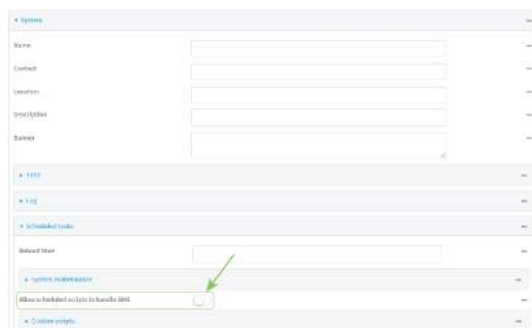 System
Name
Contact
Location
Description
Banner
Time
Log
Scheduled tasks
Reboot time
System maintenance
Allow scheduled scripts to handle SMS
Custom scripts